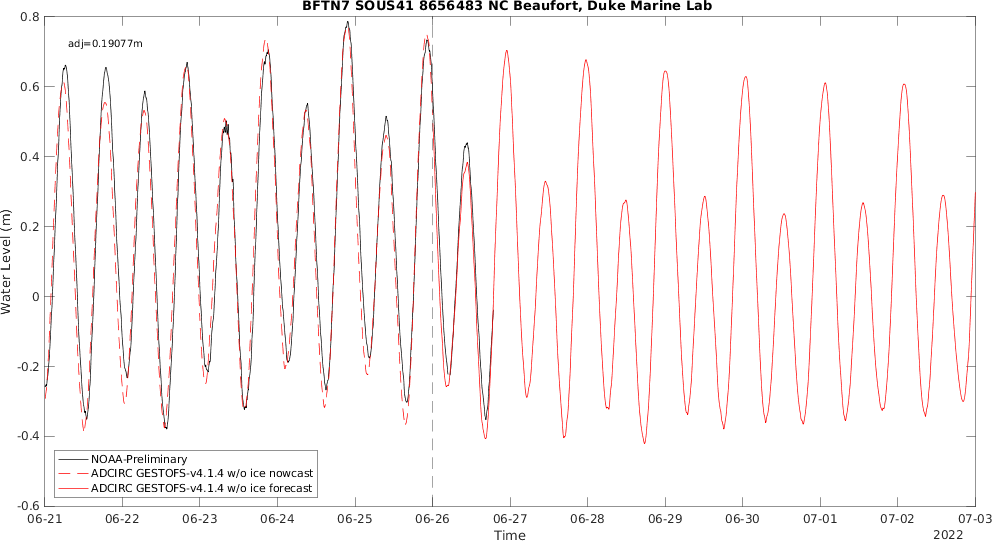 BFTN7 SOUS41 8656483 NC Beaufort, Duke Marine Lab
adj=0.19077m
0.8
0.6
0.4
0.2
0
-0.2
-0.4
-0.6
Water Level (m)
NOAA-Preliminary
ADCIRC GESTOFS-v4.1.4 w/o ice nowcast
ADCIRC GESTOFS-v4.1.4 w/o ice forecast
06-21 06-22 06-23 06-24 06-25 06-26 06-27 06-28 06-29 06-30 07-01 07-02 07-03
Time
2022